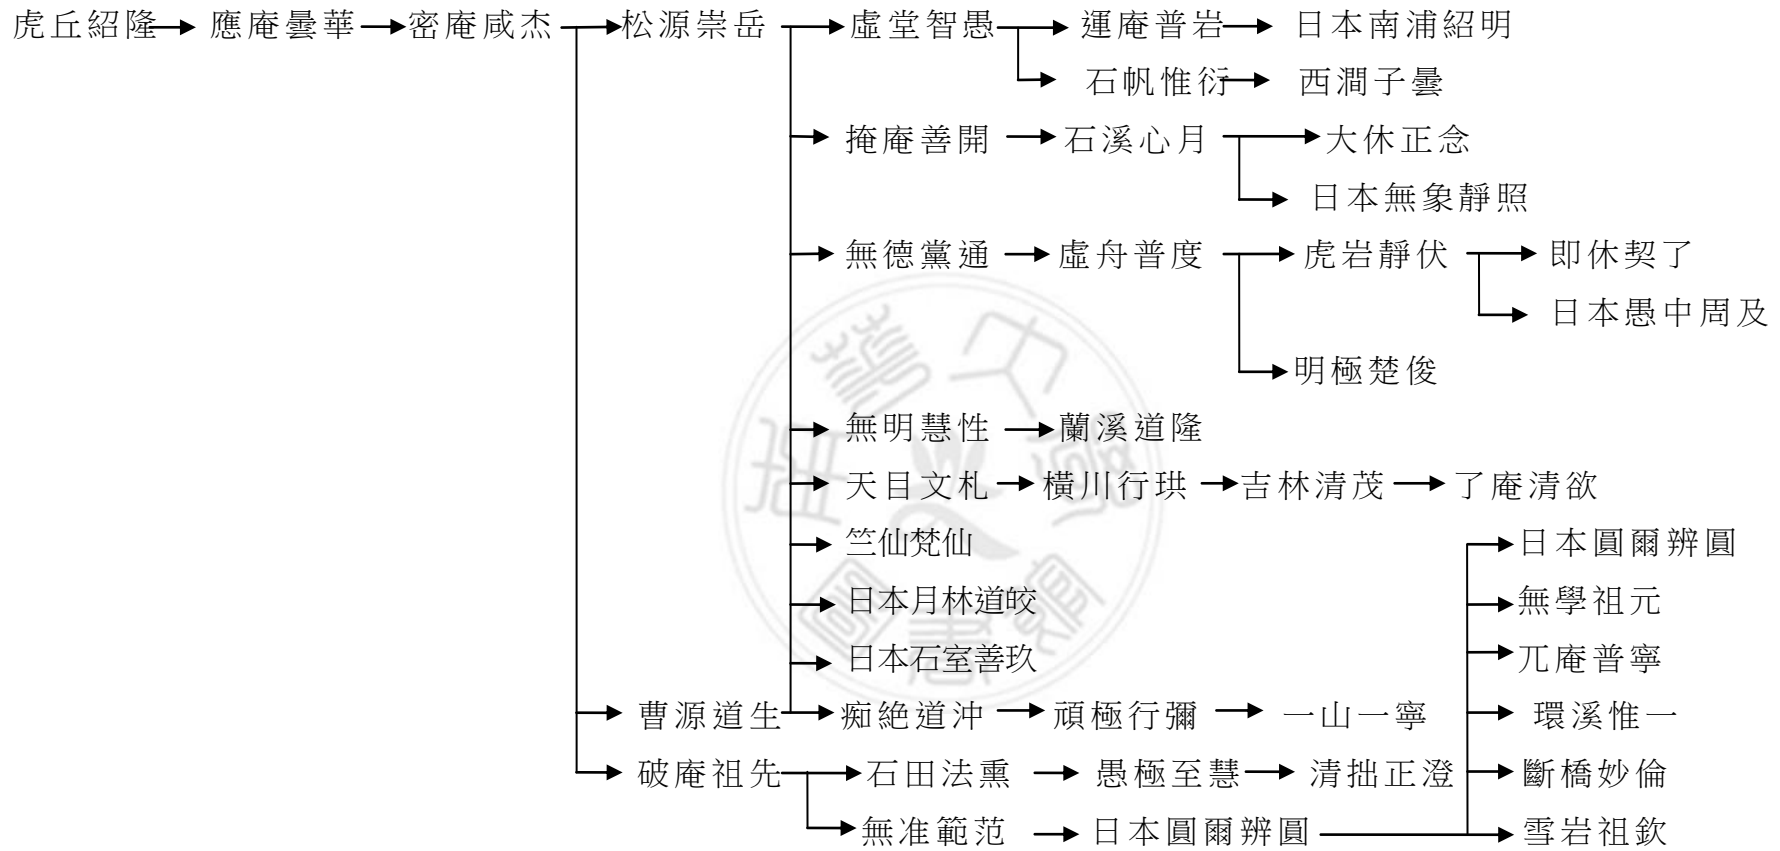 虎丘紹隆 應庵曇華 密庵咸杰 松源崇岳 虛堂智愚 運庵普岩 日本南浦紹明
石帆惟衍 西澗子曇
掩庵善開 石溪心月 大休正念
日本無象靜照
無德黨通 虛舟普度 虎岩靜伏 即休契了
日本愚中周及
明極楚俊
無明慧性 蘭溪道隆
天目文札 橫川行珙 吉林清茂 了庵清欲
竺仙梵仙 日本圓爾辨圓
日本月林道皎 無學祖元
日本石室善玖 兀庵普寧
曹源道生 痴絶道沖 頑極行彌 一山一寧 環溪惟一
破庵祖先 石田法熏 愚極至慧 清拙正澄 斷橋妙倫
無准範范 日本圓爾辨圓 雪岩祖欽